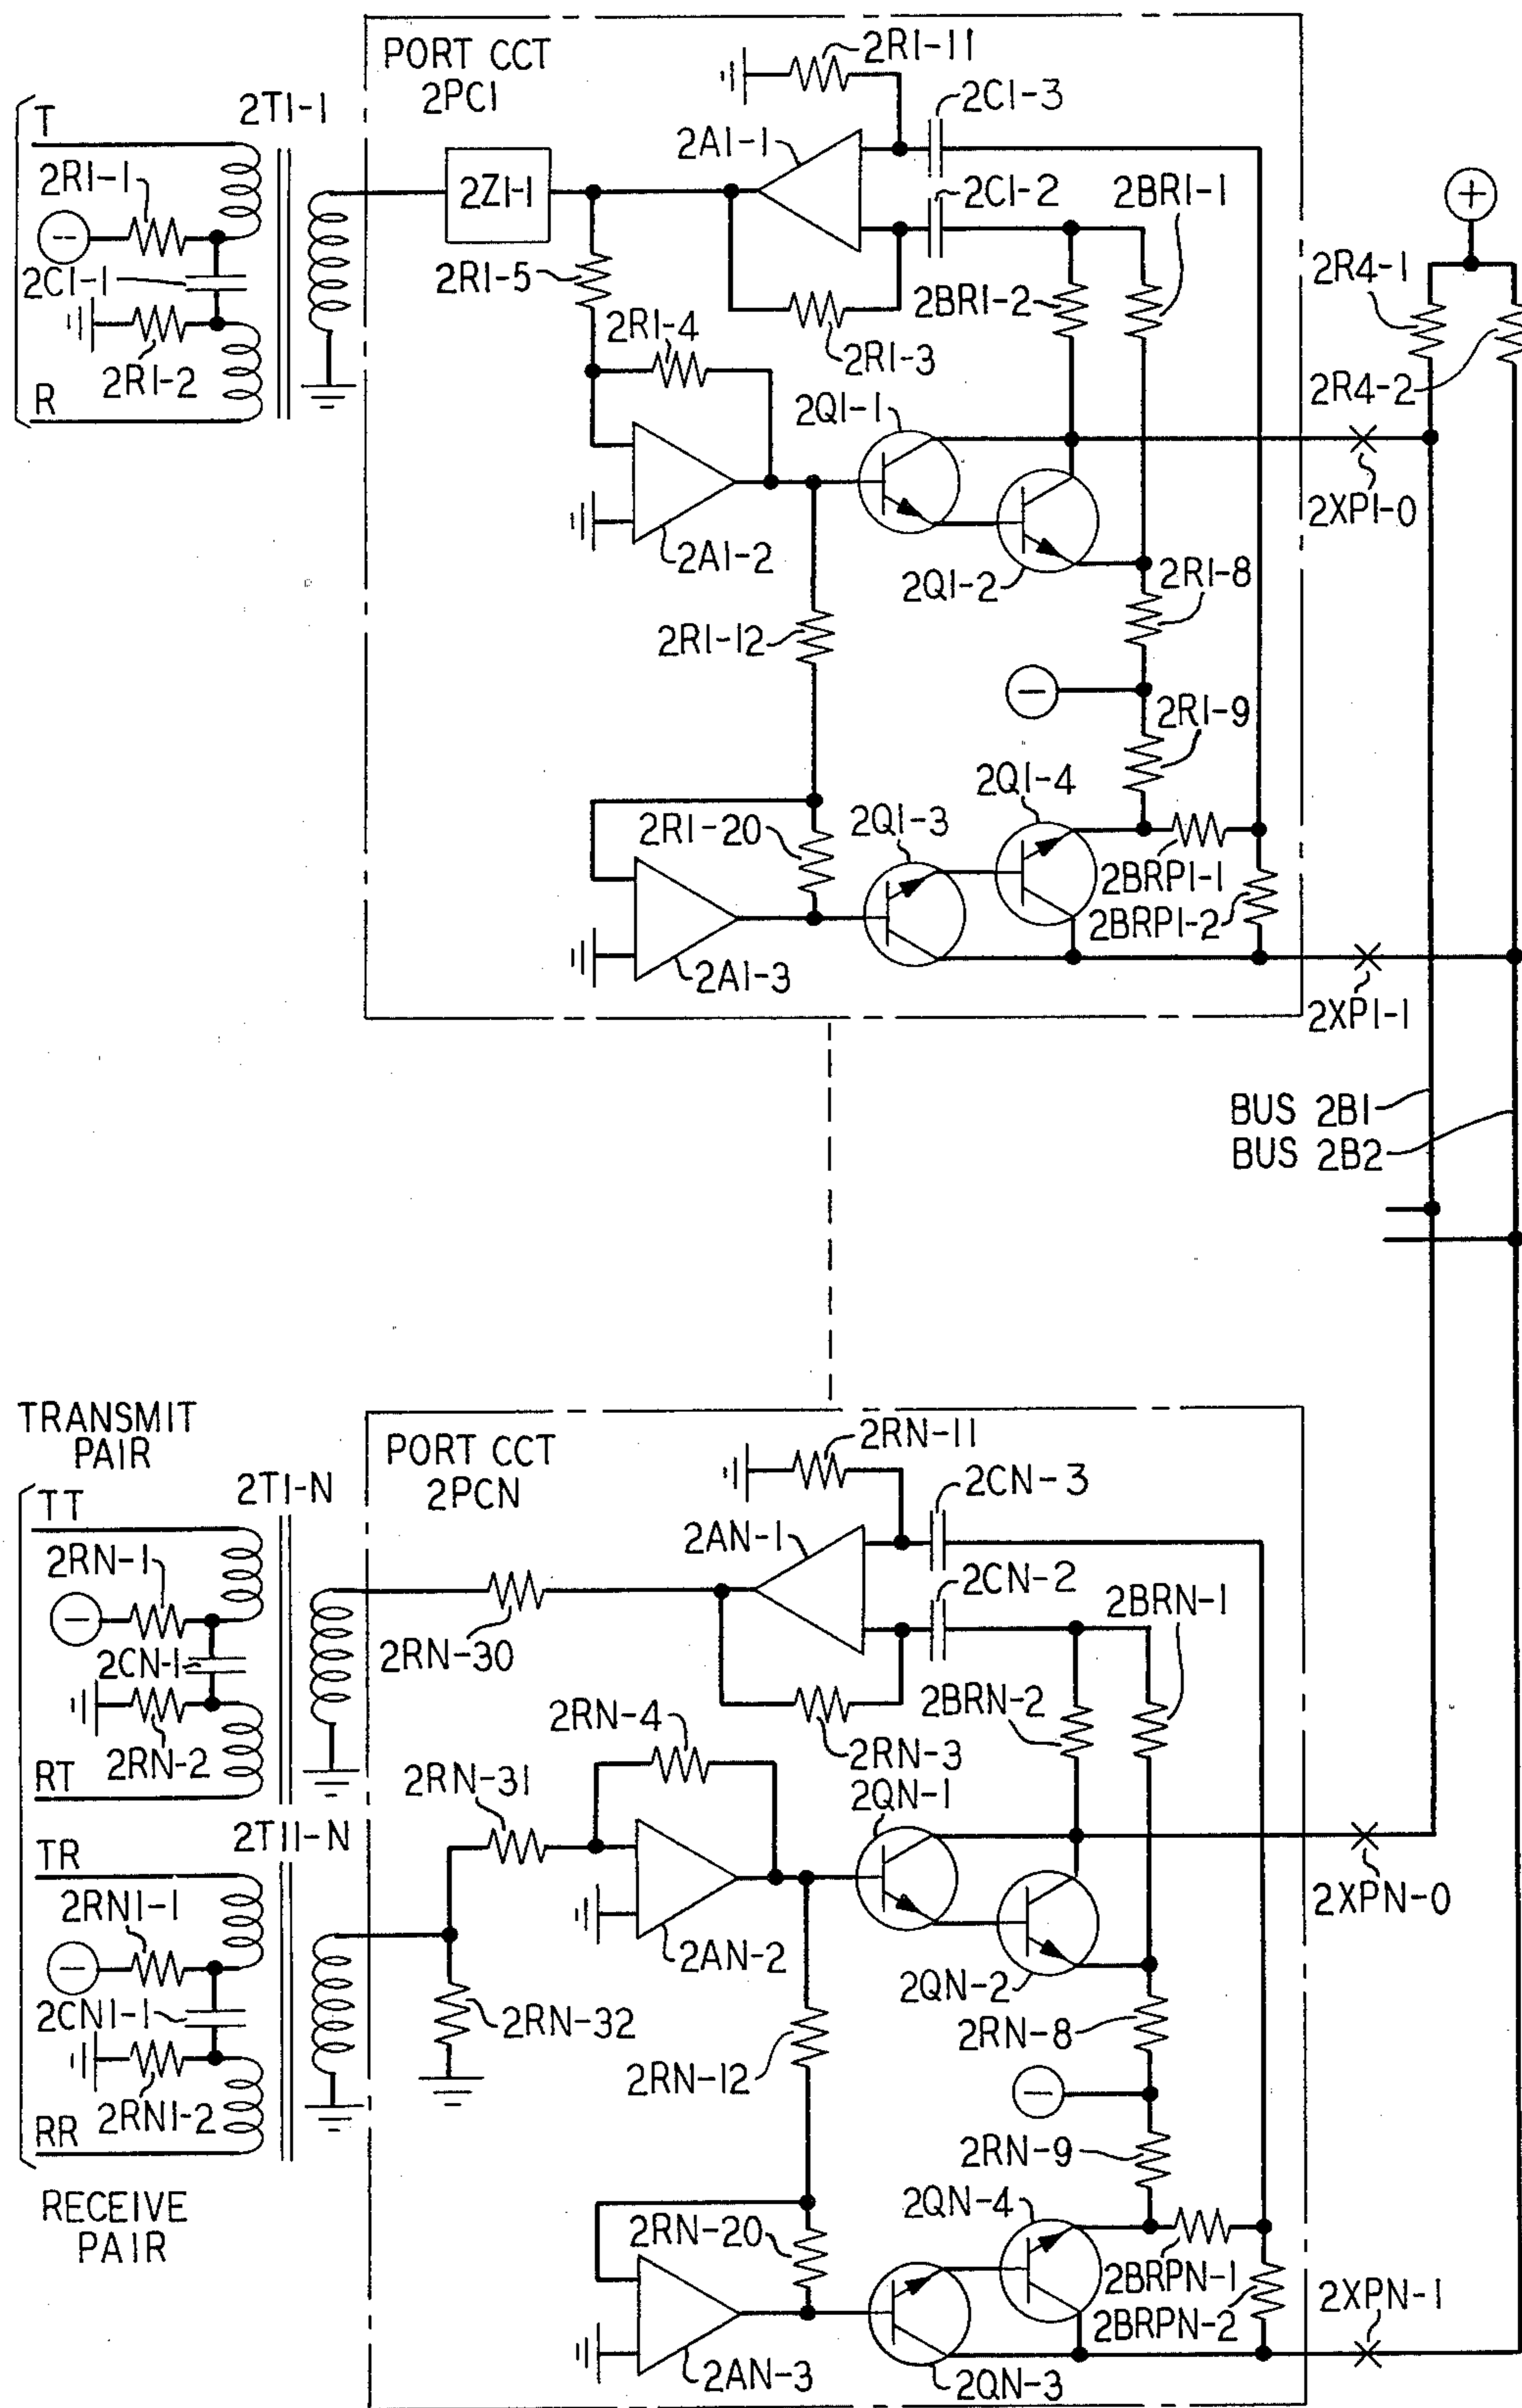 PORT CCT
2PC1
2R1-11
2C1-3
2T1-1
T
2A1-1
2R1-1
2Z1-1
2C1-2
2BR1-1
2C1-1
2R1-5
2BR1-2
2R4-1
2R1-4
2R1-3
2R1-2
R
2R4-2
2Q1-1
2XP1-0
2A1-2
2Q1-2
2R1-8
2R1-12
2R1-9
2Q1-4
2R1-20
2Q1-3
2BRP1-1
2BRP1-2
2A1-3
2XP1-1
BUS 2B1
BUS 2B2
TRANSMIT
PAIR
PORT CCT
2PCN
2RN-11
2CN-3
2T1-N
TT
2AN-1
2RN-1
2CN-2
2BRN-1
2CN-1
2RN-30
2BRN-2
2RN-4
2RN-3
2RN-2
RT
2RN-31
2QN-1
2T11-N
TR
2RN1-1
2XPN-0
2AN-2
2QN-2
2CN1-1
2RN-32
2RN-8
2RN-12
2RN1-2
RR
2RN-9
RECEIVE
PAIR
2QN-4
2RN-20
2BRPN-1
2BRPN-2
2XPN-1
2AN-3
2QN-3